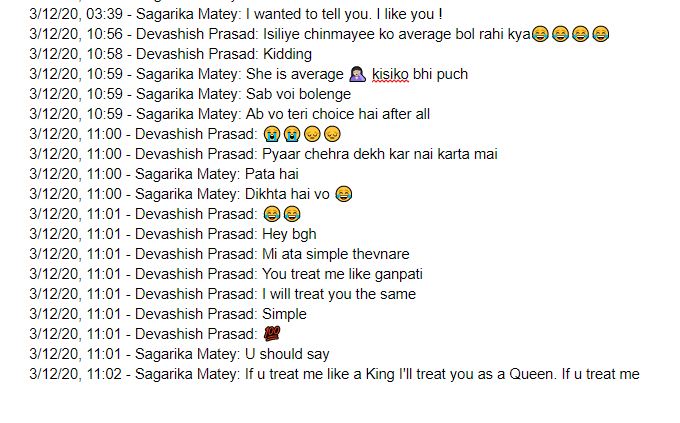 3/12/20, 03:39 - Sagarika Matey: I wanted to tell you. I like you !
3/12/20, 10:56 - Devashish Prasad: Isiliye chinmayee ko average bol rahi kya😂😂😂😂
3/12/20, 10:58 - Devashish Prasad: Kidding
3/12/20, 10:59 - Sagarika Matey: She is average 🤦🏻‍♀️ kisiko bhi puch
3/12/20, 10:59 - Sagarika Matey: Sab voi bolenge
3/12/20, 10:59 - Sagarika Matey: Ab vo teri choice hai after all
3/12/20, 11:00 - Devashish Prasad: 😭😭😞😞
3/12/20, 11:00 - Devashish Prasad: Pyaar chehra dekh kar nai karta mai
3/12/20, 11:00 - Sagarika Matey: Pata hai
3/12/20, 11:00 - Sagarika Matey: Dikhta hai vo 😂
3/12/20, 11:01 - Devashish Prasad: 😂😂
3/12/20, 11:01 - Devashish Prasad: Hey bgh
3/12/20, 11:01 - Devashish Prasad: Mi ata simple thevnare
3/12/20, 11:01 - Devashish Prasad: You treat me like ganpati
3/12/20, 11:01 - Devashish Prasad: I will treat you the same
3/12/20, 11:01 - Devashish Prasad: Simple
3/12/20, 11:01 - Devashish Prasad: 💯
3/12/20, 11:01 - Sagarika Matey: U should say
3/12/20, 11:02 - Sagarika Matey: If u treat me like a King I'll treat you as a Queen. If u treat me